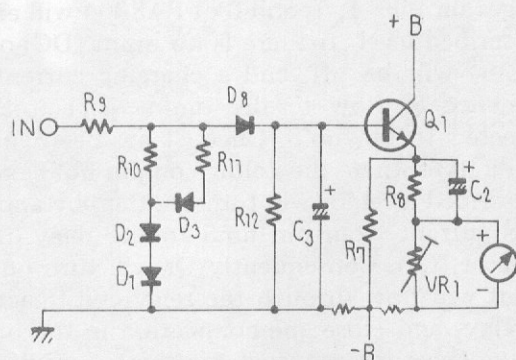 +B
D8
Q1
R9
IN
R10
R11
R8
C2
D3
R12
C3
R7
D2
VR1
D1
+
+
+
-
-B